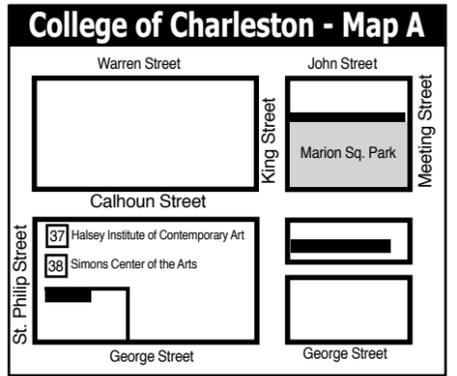 College of Charleston - Map A
Warren Street
John Street
King Street
Meeting Street
Marion Sq. Park
Calhoun Street
St. Philip Street
37 Halsey Institute of Contemporary Art
38 Simons Center of the Arts
George Street
George Street